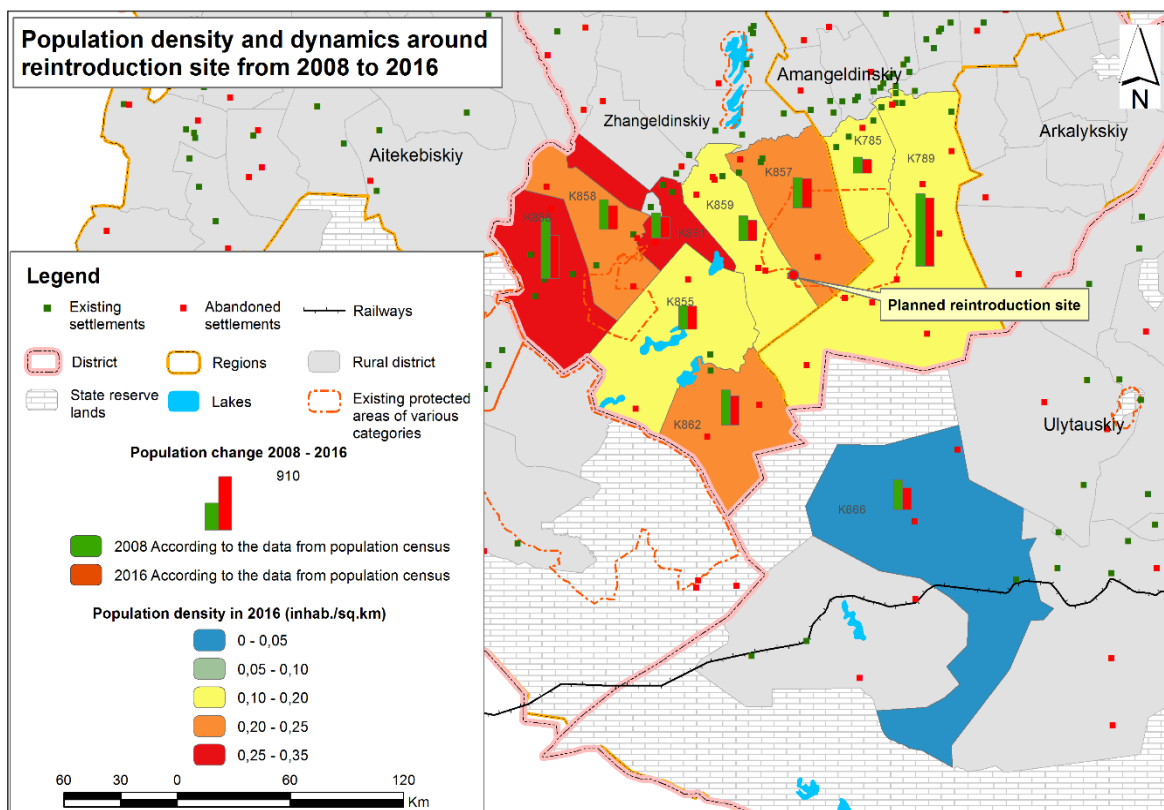 Population density and dynamics around
reintroduction site from 2008 to 2016
Amangeldinskiy
N
Zhangeldinskiy
Arkalykskiy
Aitekebiskiy
K785
K789
K857
K858
K859
K855
K862
Planned reintroduction site
Ulytauskiy
K666
Legend
Existing
settlements
Abandoned
settlements
Railways
District
Regions
Rural district
State reserve
lands
Lakes
Existing protected
areas of various
categories
Population change 2008 - 2016
910
2008 According to the data from population census
2016 According to the data from population census
Population density in 2016 (inhab./sq.km)
0 - 0,05
0,05 - 0,10
0,10 - 0,20
0,20 - 0,25
0,25 - 0,35
60 30 0 60 120
Km